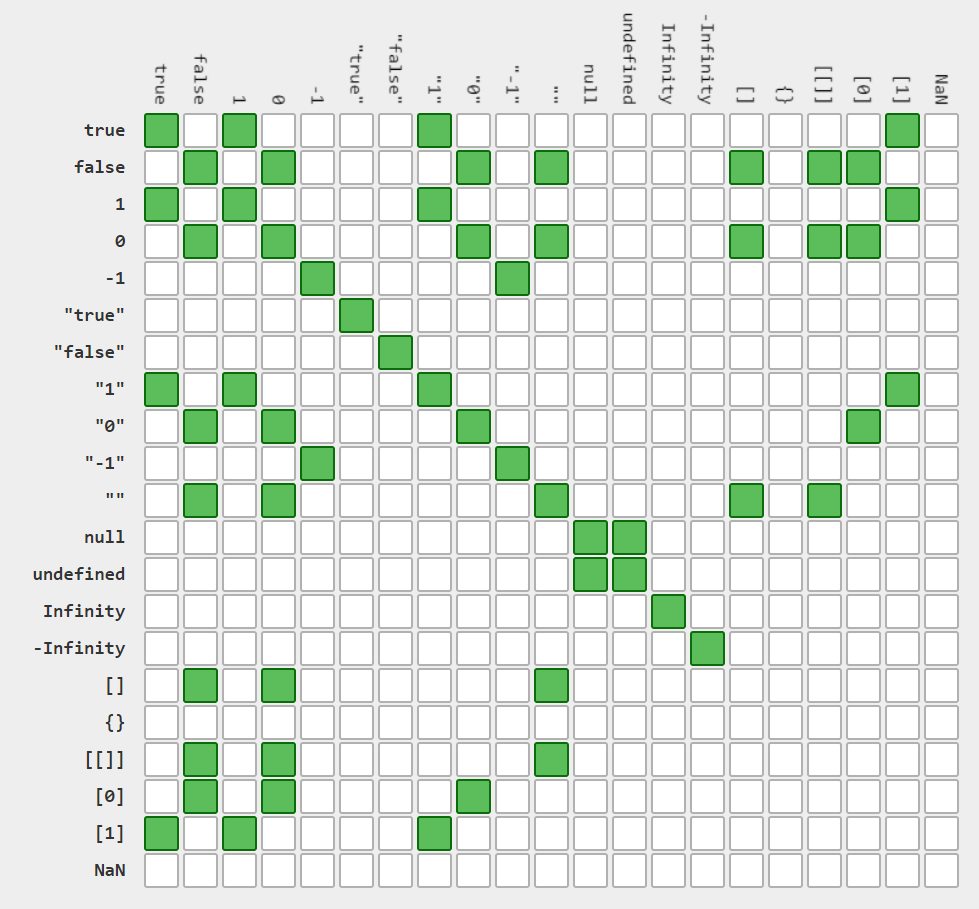 true
false
1
0
-1
"true"
"false"
"1"
"0"
"-1"
""
null
undefined
Infinity
-Infinity
[]
{}
[[]]
[0]
[1]
NaN
true
false
1
0
-1
"true"
"false"
"1"
"0"
"-1"
""
null
undefined
Infinity
-Infinity
[]
{}
[[]]
[0]
[1]
NaN